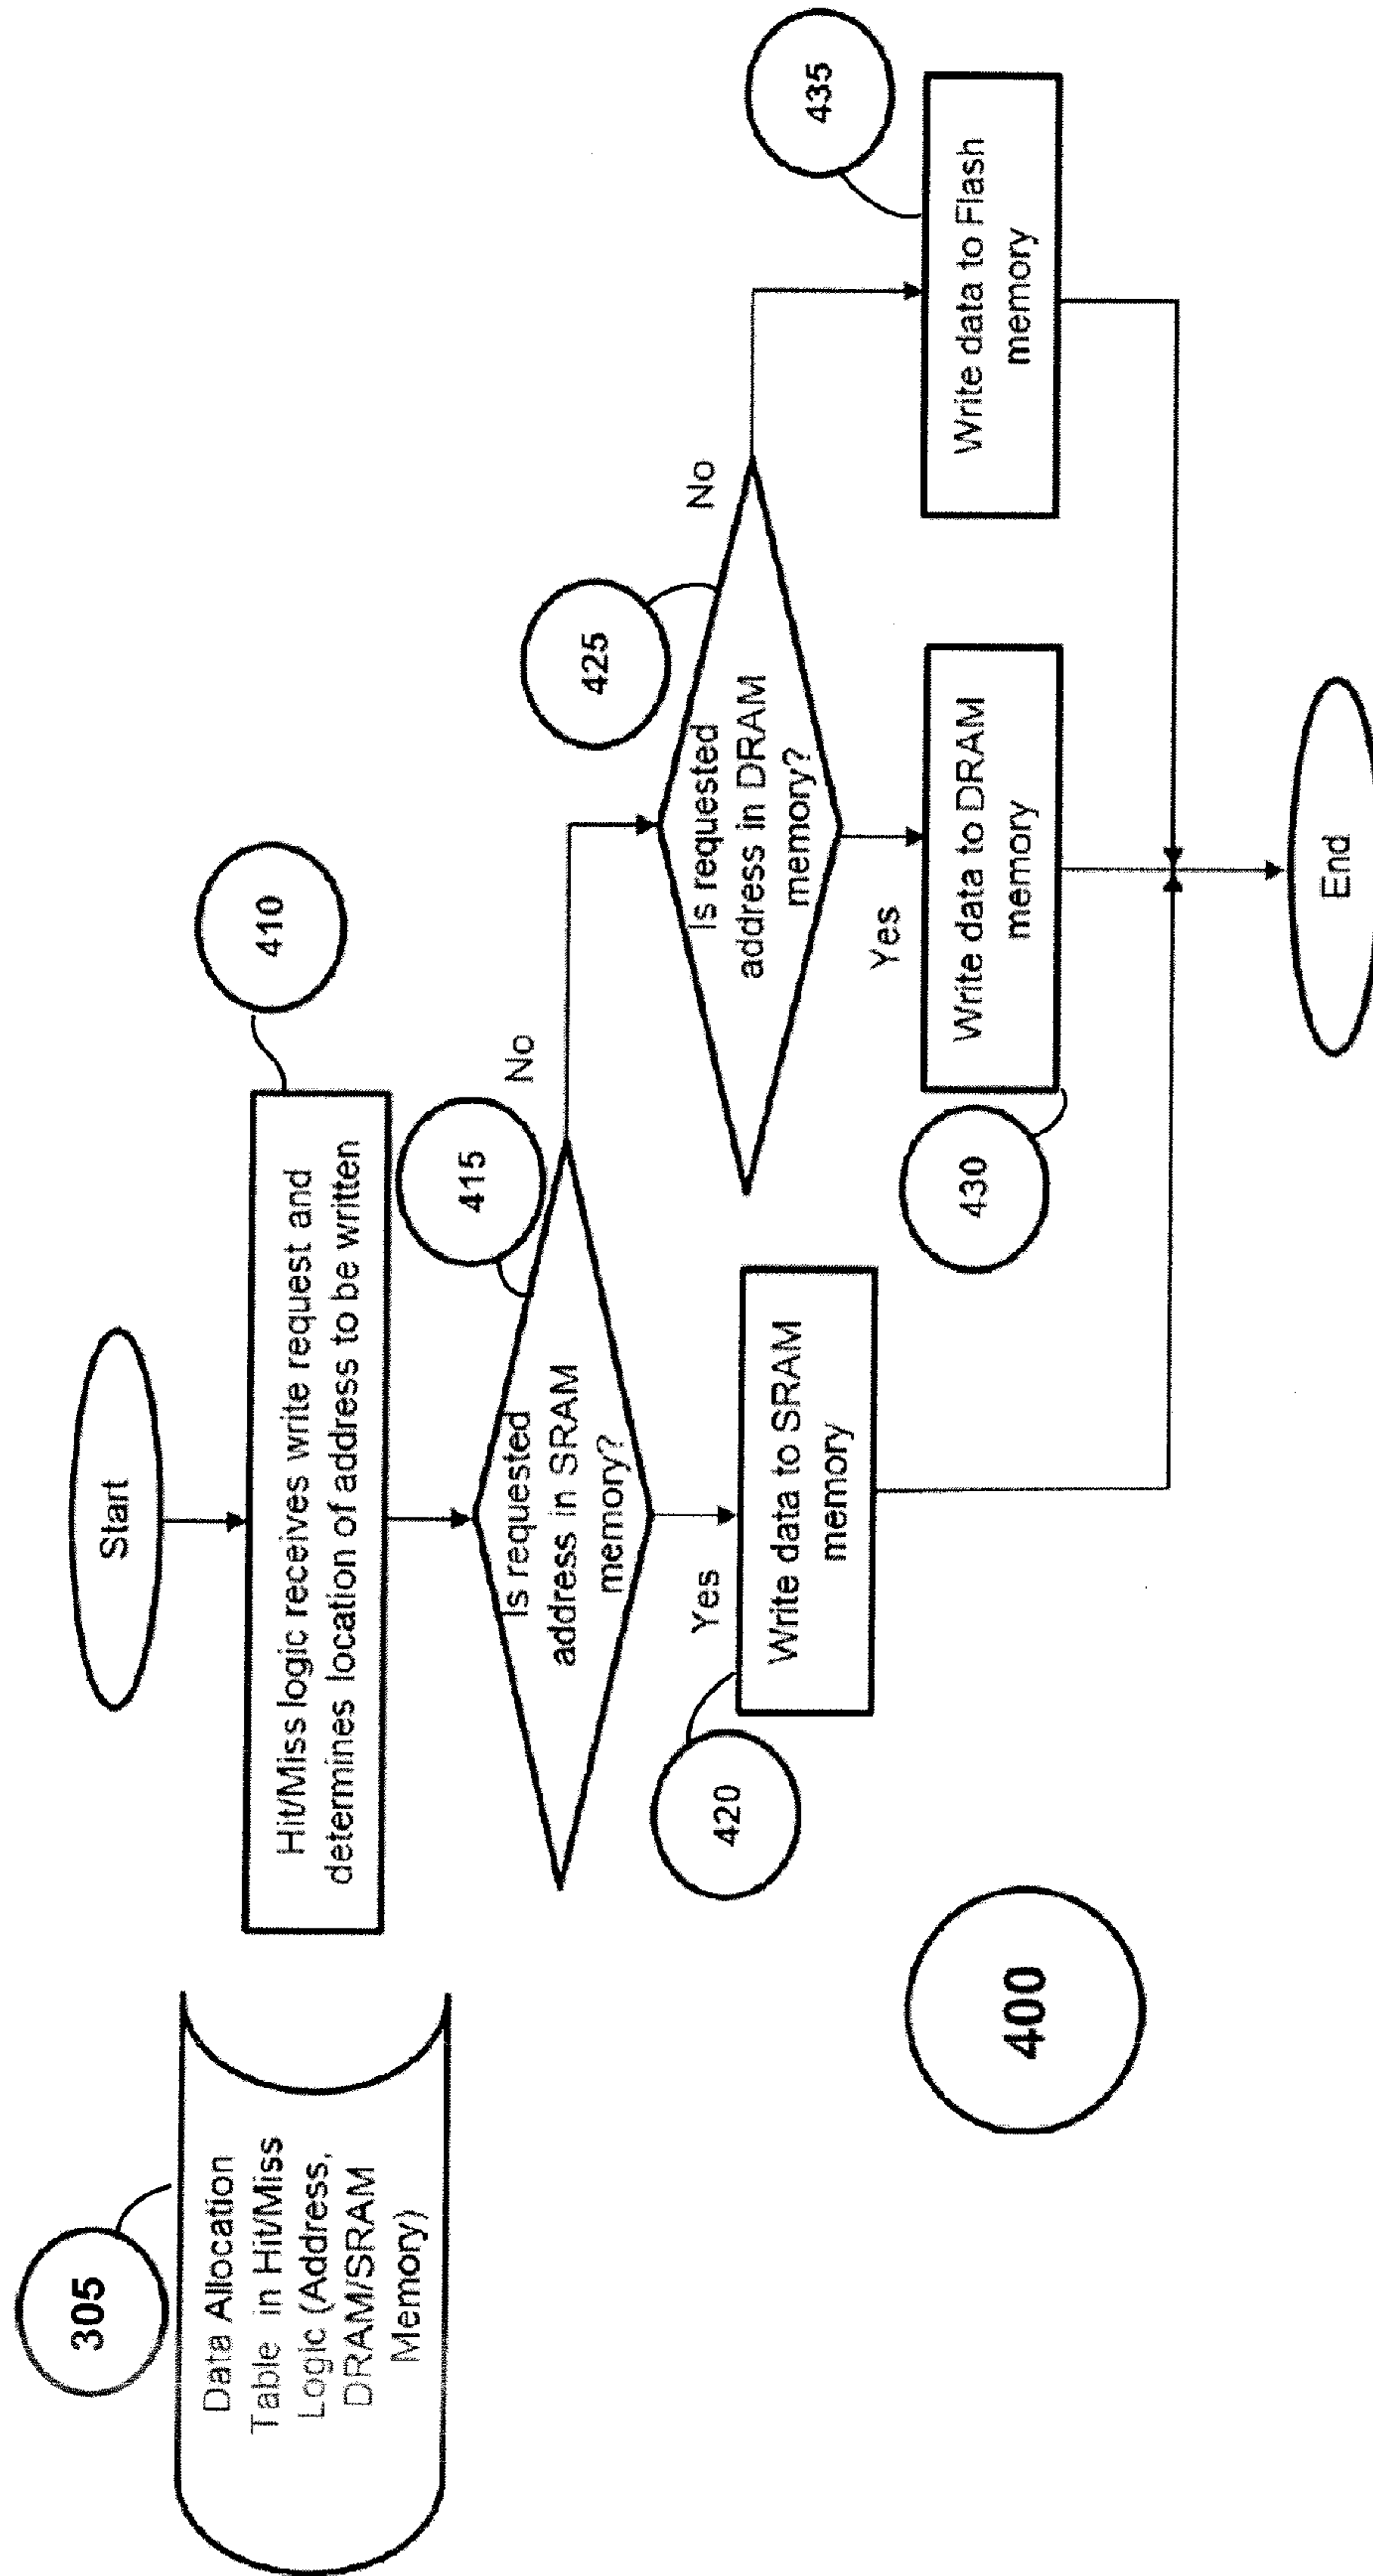 305
Data Allocation
Table in Hit/Miss
Logic (Address,
DRAM/SRAM
Memory)
Start
410
Hit/Miss logic receives write request and
determines location of address to be written
415
Is requested
address in SRAM
memory?
No
Yes
420
Write data to SRAM
memory
425
Is requested
address in DRAM
memory?
No
Yes
430
Write data to DRAM
memory
435
Write data to Flash
memory
End
400